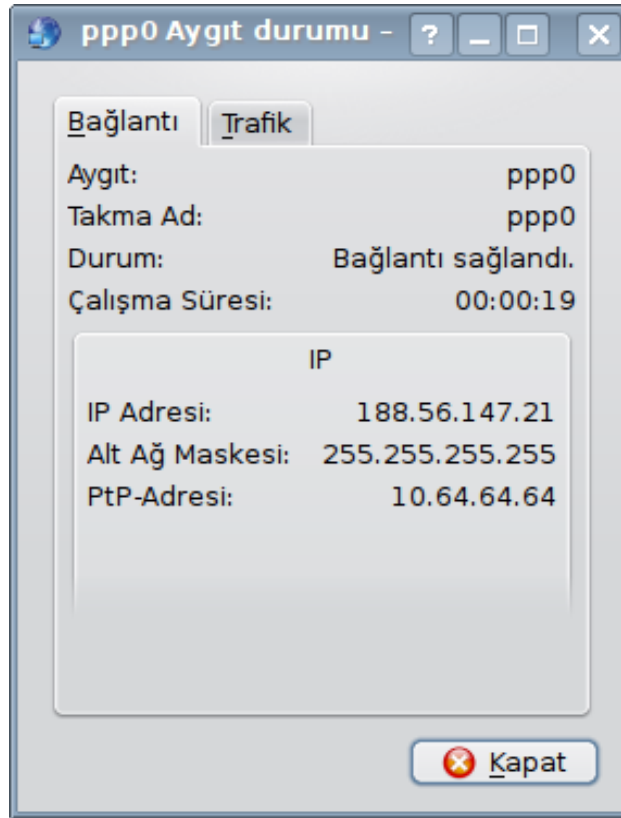 ppp0 Aygıt durumu –
Bağlantı Trafik
Aygıt: ppp0
Takma Ad: ppp0
Durum: Bağlantı sağlandı.
Çalışma Süresi: 00:00:19
IP
IP Adresi: 188.56.147.21
Alt Ağ Maskesi: 255.255.255.255
PtP-Adresi: 10.64.64.64
Kapat